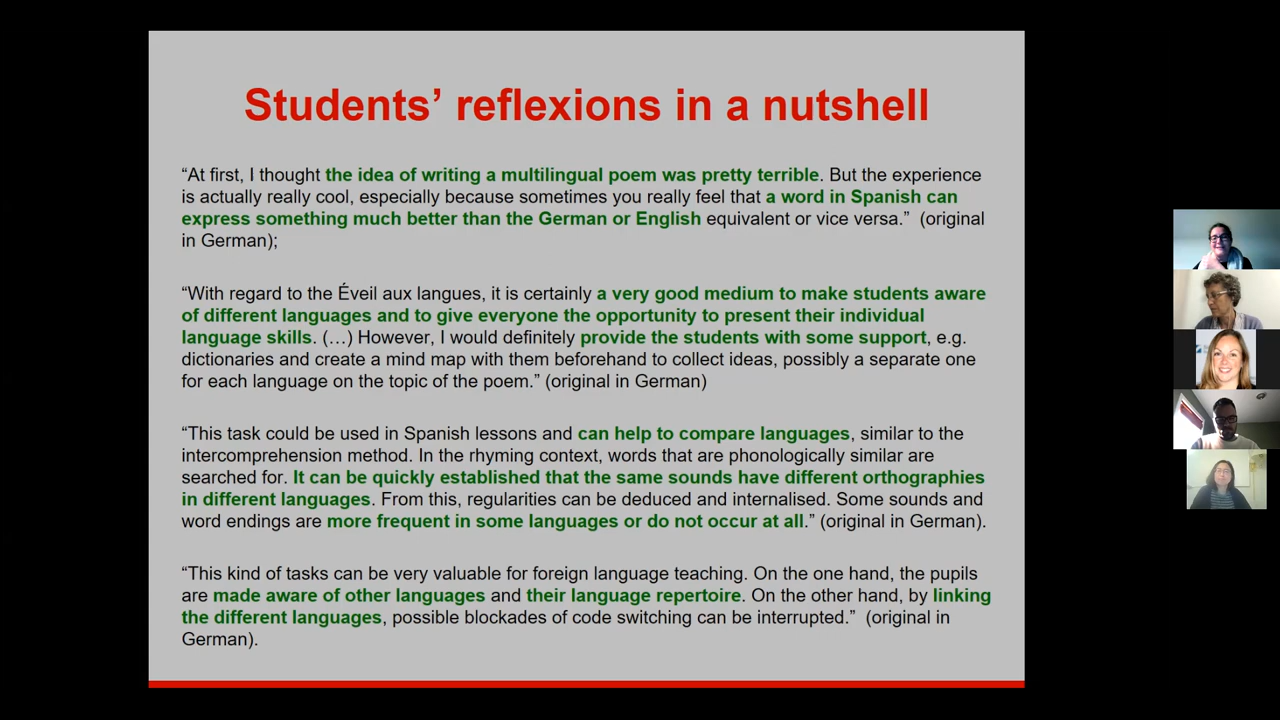 Students’ reflexions in a nutshell
“At first, I thought the idea of writing a multilingual poem was pretty terrible. But the experience
is actually really cool, especially because sometimes you really feel that a word in Spanish can
express something much better than the German or English equivalent or vice versa.”  (original
in German);
“With regard to the Éveil aux langues, it is certainly a very good medium to make students aware
of different languages and to give everyone the opportunity to present their individual
language skills. (…) However, I would definitely provide the students with some support, e.g.
dictionaries and create a mind map with them beforehand to collect ideas, possibly a separate one
for each language on the topic of the poem.” (original in German)
“This task could be used in Spanish lessons and can help to compare languages, similar to the
intercomprehension method. In the rhyming context, words that are phonologically similar are
searched for. It can be quickly established that the same sounds have different orthographies
in different languages. From this, regularities can be deduced and internalised. Some sounds and
word endings are more frequent in some languages or do not occur at all.” (original in German).
“This kind of tasks can be very valuable for foreign language teaching. On the one hand, the pupils
are made aware of other languages and their language repertoire. On the other hand, by linking
the different languages, possible blockades of code switching can be interrupted.”  (original in
German).